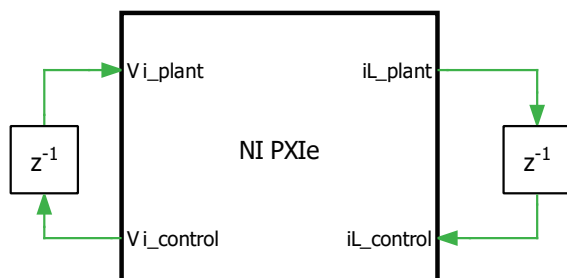 Vi_plant iL_plant
z-1 NI PXIe z-1
Vi_control iL_control